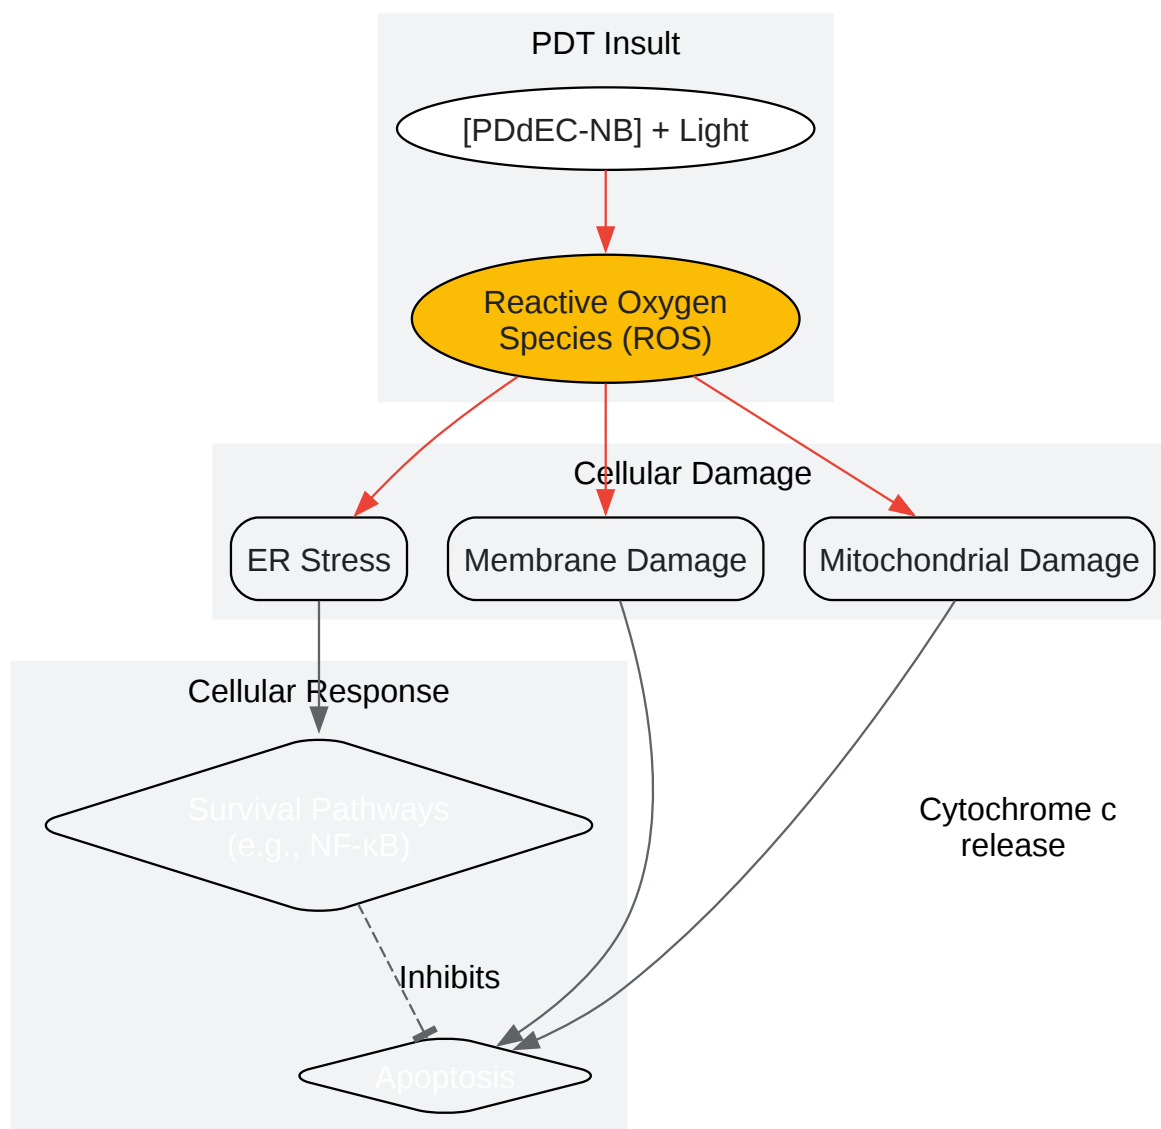 PDT Insult
[PDdEC-NB] + Light
Reactive Oxygen
Species (ROS)
Cellular Damage
ER Stress
Membrane Damage
Mitochondrial Damage
Cellular Response
Survival Pathways
(e.g., NF-κB)
Cytochrome c
release
Inhibits
Apoptosis